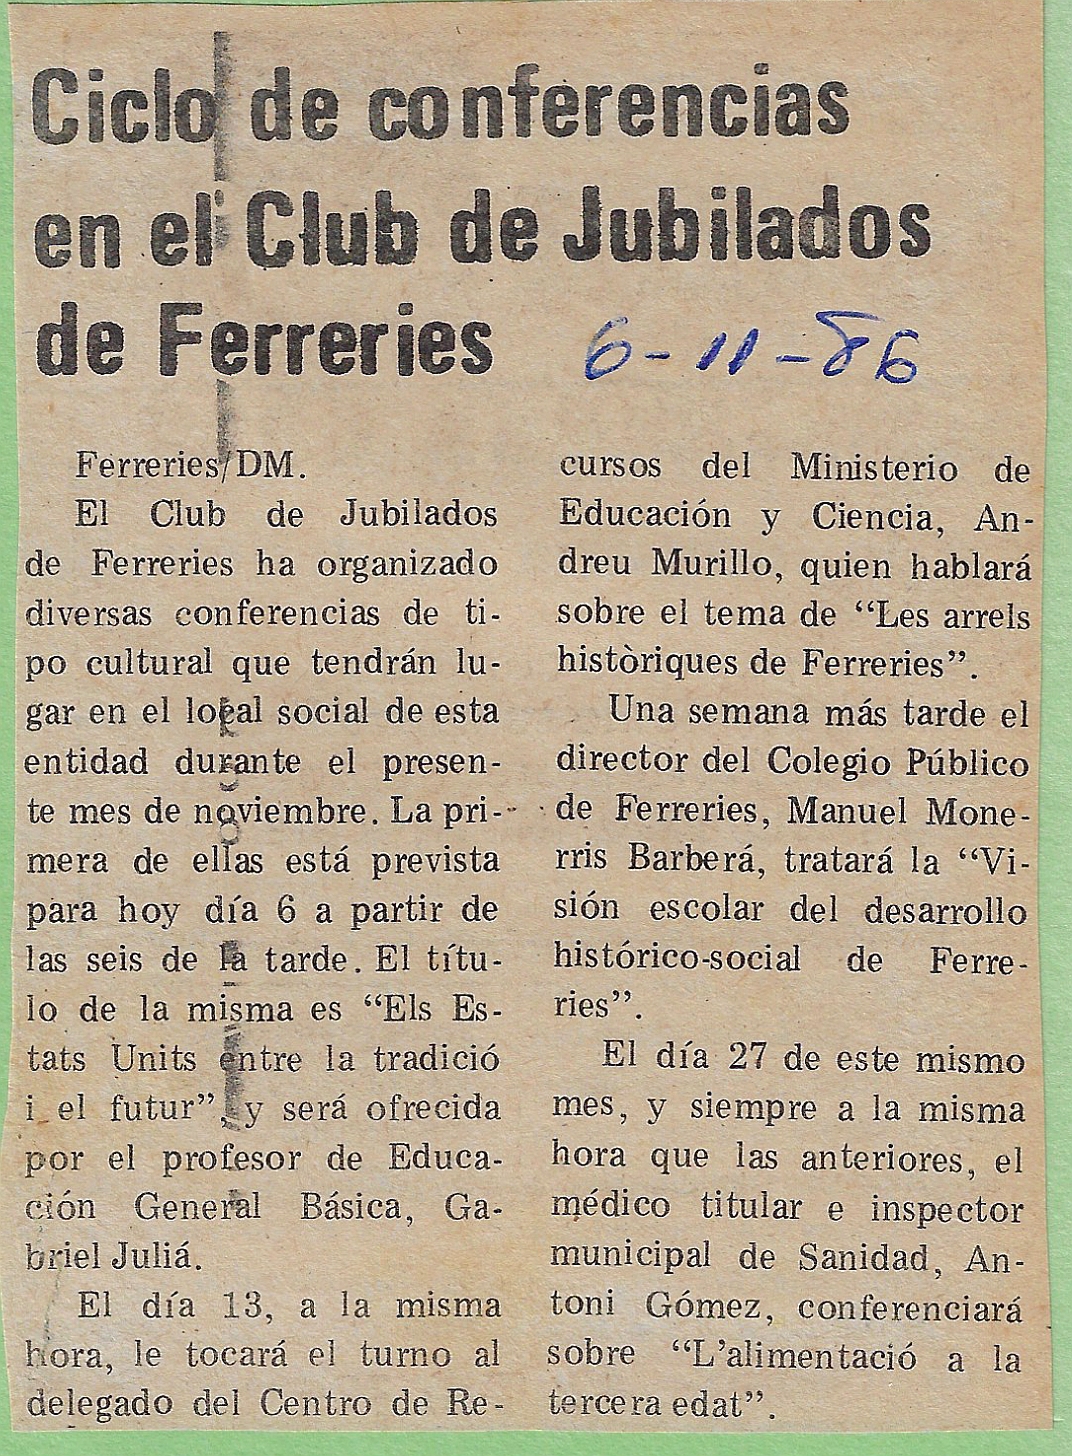 Ciclo de conferencias
en el Club de Jubilados
de Ferreries
6-11-86
Ferreries/DM.
El Club de Jubilados
de Ferreries ha organizado
diversas conferencias de ti-
po cultural que tendrán lu-
gar en el local social de esta
entidad durante el presen-
te mes de noviembre. La pri-
mera de ellas está prevista
para hoy día 6 a partir de
las seis de la tarde. El títu-
lo de la misma es “Els Es-
tats Units entre la tradició
i el futur”, y será ofrecida
por el profesor de Educa-
ción General Básica, Ga-
briel Juliá.
El día 13, a la misma
hora, le tocará el turno al
delegado del Centro de Re-
cursos del Ministerio de
Educación y Ciencia, An-
dreu Murillo, quien hablará
sobre el tema de “Les arrels
històriques de Ferreries”.
Una semana más tarde el
director del Colegio Público
de Ferreries, Manuel Mone-
rris Barberá, tratará la “Vi-
sión escolar del desarrollo
histórico-social de Ferre-
ries”.
El día 27 de este mismo
mes, y siempre a la misma
hora que las anteriores, el
médico titular e inspector
municipal de Sanidad, An-
toni Gómez, conferenciará
sobre “L’alimentació a la
tercera edat”.